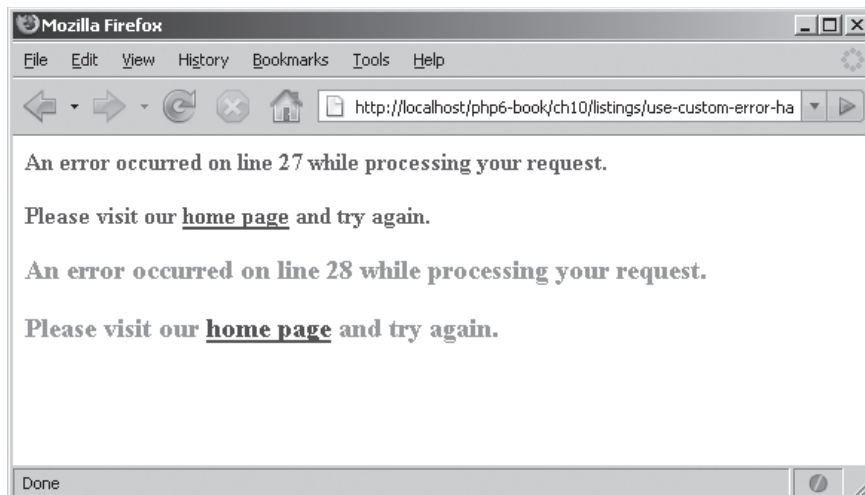 Mozilla Firefox
File Edit View History Bookmarks Tools Help
http://localhost/php6-book/ch10/listings/use-custom-error-ha
An error occurred on line 27 while processing your request.
Please visit our home page and try again.
An error occurred on line 28 while processing your request.
Please visit our home page and try again.
Done